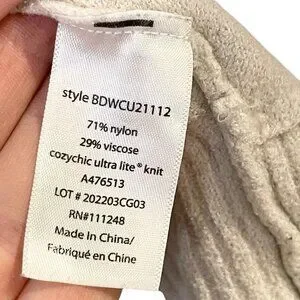 style BDWCU21112
71% nylon
29% viscose
cozychic ultra lite® knit
A476513
LOT # 202203CG03
RN#111248
Made In China/
Fabriqué en Chine